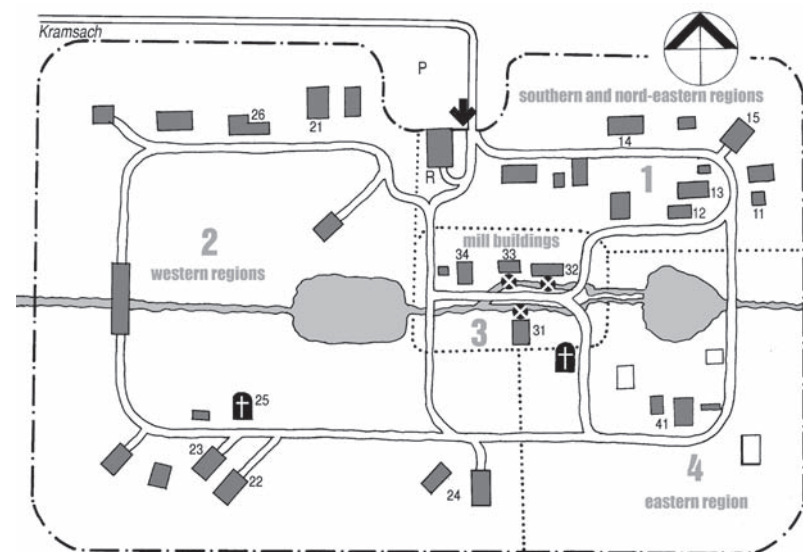 Kramsach
P
southern and nord-eastern regions
26
21
14
15
R
1
13
12
11
2
western regions
mill buildings
34
33
32
3
31
25
23
22
24
41
4
eastern region